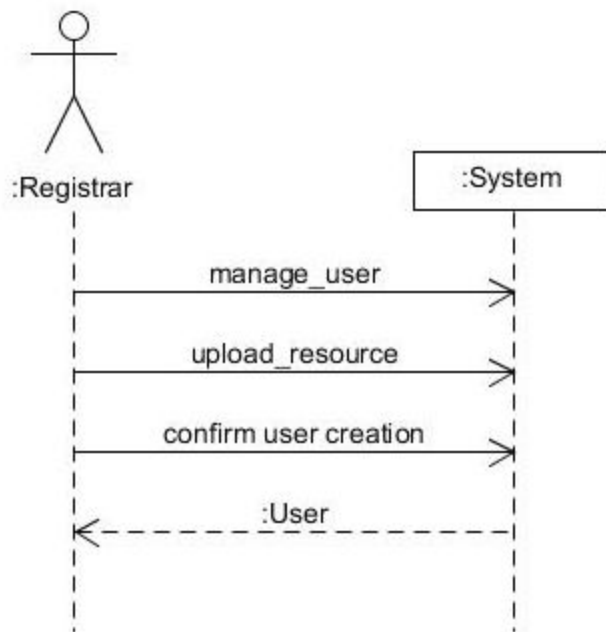 :Registrar
:System
manage_user
upload_resource
confirm user creation
:User